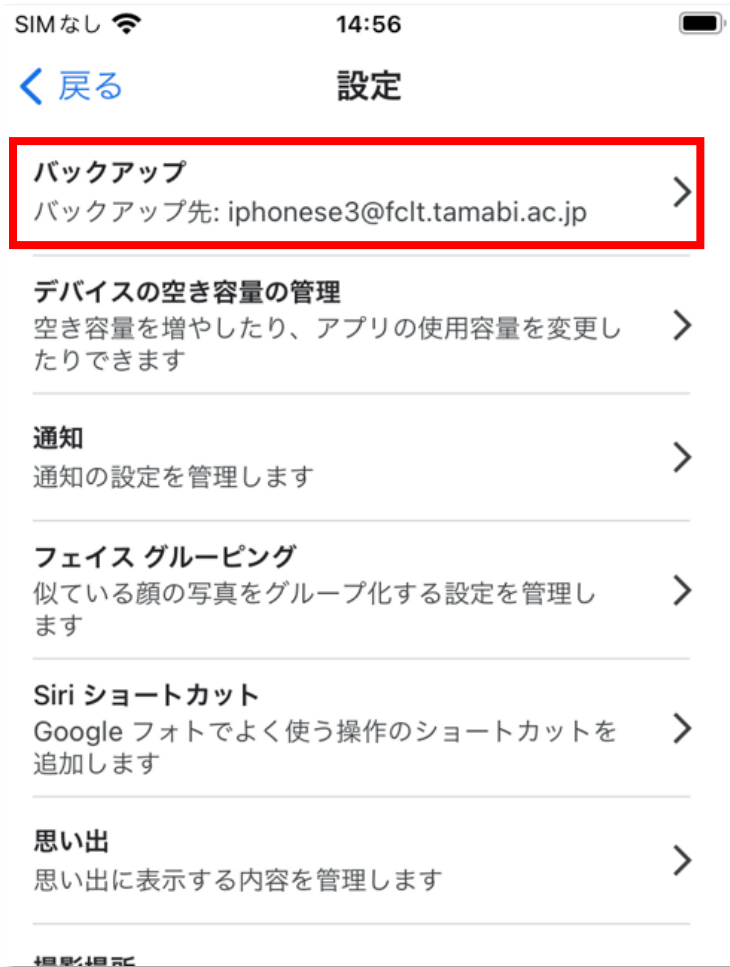 SIMなし 14:56
戻る 設定
バックアップ
バックアップ先: iphonese3@fclt.tamabi.ac.jp
デバイスの空き容量の管理
空き容量を増やしたり、アプリの使用容量を変更し
たりできます
通知
通知の設定を管理します
フェイス グルーピング
似ている顔の写真をグループ化する設定を管理し
ます
Siri ショートカット
Google フォトでよく使う操作のショートカットを
追加します
思い出
思い出に表示する内容を管理します
撮影場所